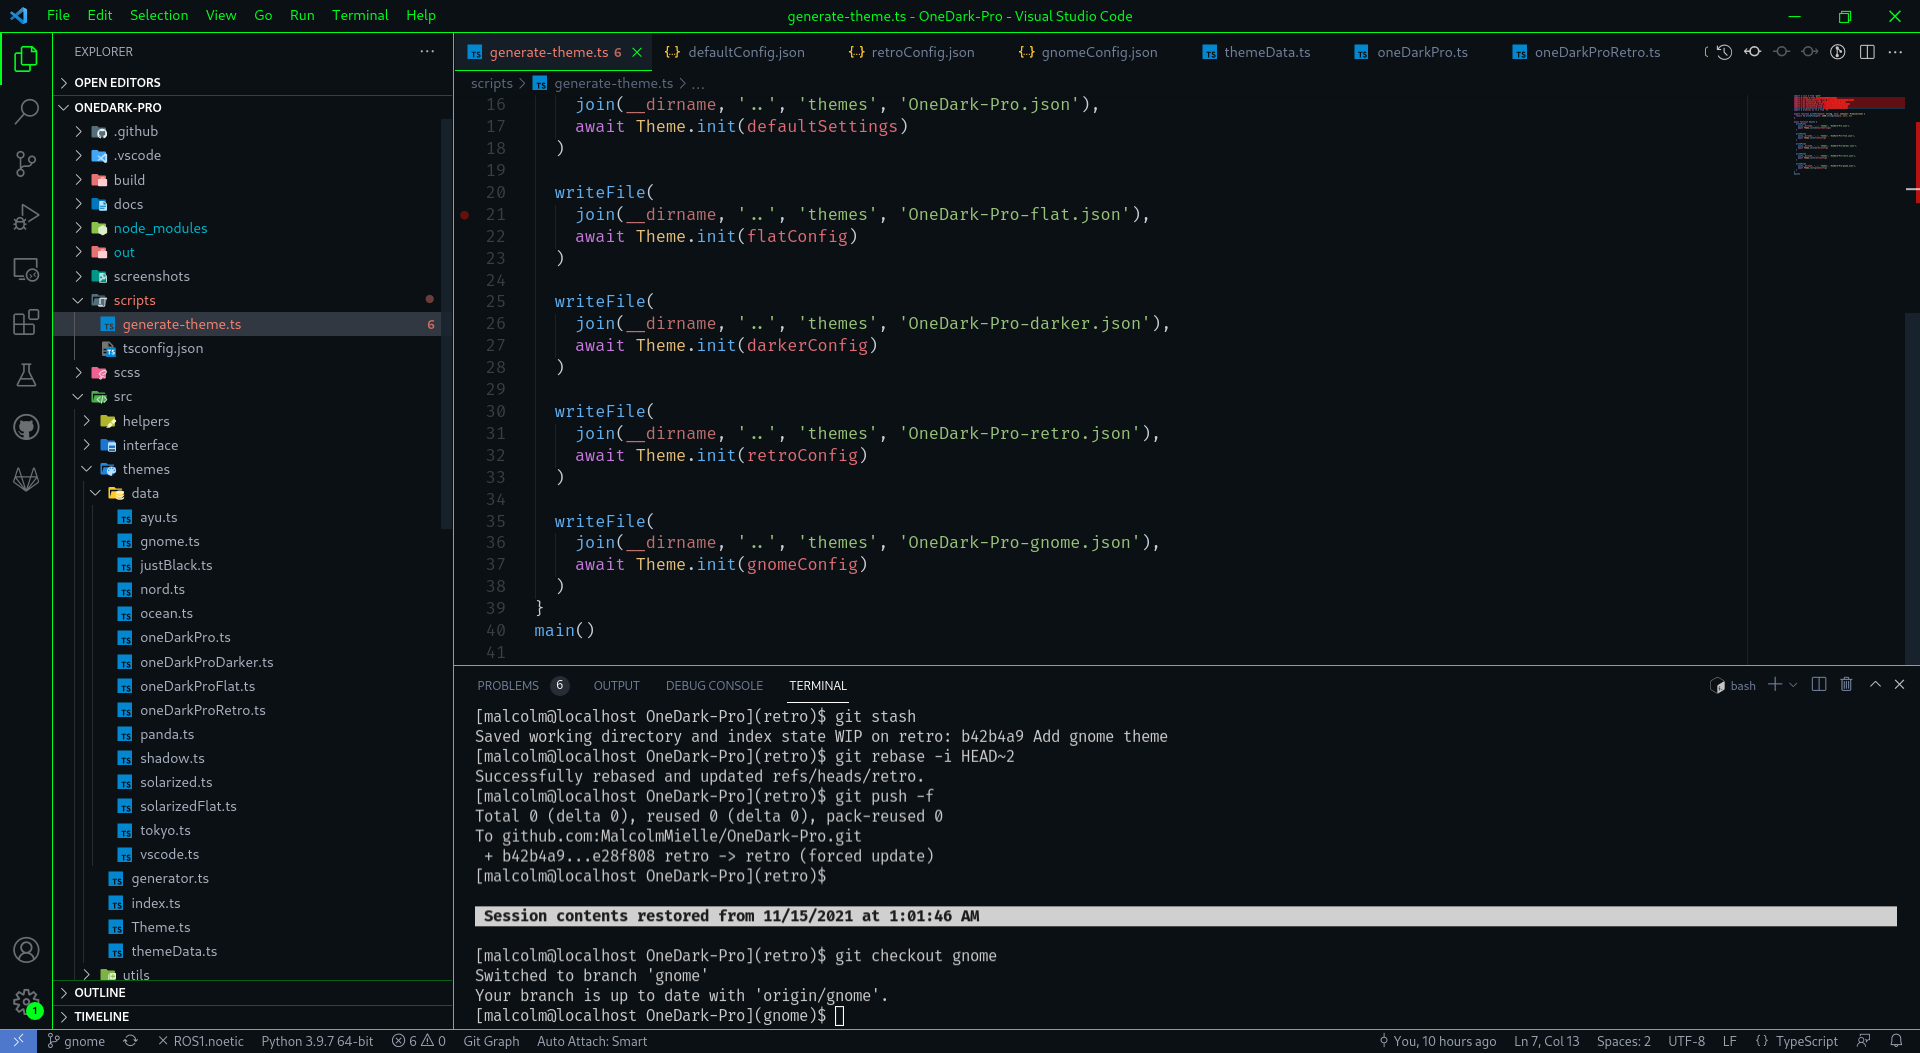 File Edit Selection View Go Run Terminal Help
generate-theme.ts - OneDark-Pro - Visual Studio Code
EXPLORER
OPEN EDITORS
ONEDARK-PRO
.github
.vscode
build
docs
node_modules
out
screenshots
scripts
generate-theme.ts 6
tsconfig.json
scss
src
helpers
interface
themes
data
ayu.ts
gnome.ts
justBlack.ts
nord.ts
ocean.ts
oneDarkPro.ts
oneDarkProDarker.ts
oneDarkProFlat.ts
oneDarkProRetro.ts
panda.ts
shadow.ts
solarized.ts
solarizedFlat.ts
tokyo.ts
vscode.ts
generator.ts
index.ts
Theme.ts
themeData.ts
utils
OUTLINE
TIMELINE
1
generate-theme.ts 6 defaultConfig.json retroConfig.json gnomeConfig.json themeData.ts oneDarkPro.ts oneDarkProRetro.ts
scripts > generate-theme.ts > ...
16 join(__dirname, '..', 'themes', 'OneDark-Pro.json'),
17 await Theme.init(defaultSettings)
18 )
19
20 writeFile(
21 join(__dirname, '..', 'themes', 'OneDark-Pro-flat.json'),
22 await Theme.init(flatConfig)
23 )
24
25 writeFile(
26 join(__dirname, '..', 'themes', 'OneDark-Pro-darker.json'),
27 await Theme.init(darkerConfig)
28 )
29
30 writeFile(
31 join(__dirname, '..', 'themes', 'OneDark-Pro-retro.json'),
32 await Theme.init(retroConfig)
33 )
34
35 writeFile(
36 join(__dirname, '..', 'themes', 'OneDark-Pro-gnome.json'),
37 await Theme.init(gnomeConfig)
38 )
39 }
40 main()
41
PROBLEMS 6 OUTPUT DEBUG CONSOLE TERMINAL
bash
[malcolm@localhost OneDark-Pro](retro)$ git stash
Saved working directory and index state WIP on retro: b42b4a9 Add gnome theme
[malcolm@localhost OneDark-Pro](retro)$ git rebase -i HEAD~2
Successfully rebased and updated refs/heads/retro.
[malcolm@localhost OneDark-Pro](retro)$ git push -f
Total 0 (delta 0), reused 0 (delta 0), pack-reused 0
To github.com:MalcolmMielle/OneDark-Pro.git
+ b42b4a9...e28f808 retro -> retro (forced update)
[malcolm@localhost OneDark-Pro](retro)$
Session contents restored from 11/15/2021 at 1:01:46 AM
[malcolm@localhost OneDark-Pro](retro)$ git checkout gnome
Switched to branch 'gnome'
Your branch is up to date with 'origin/gnome'.
[malcolm@localhost OneDark-Pro](gnome)$
gnome ROS1.noetic Python 3.9.7 64-bit 6 0 Git Graph Auto Attach: Smart
You, 10 hours ago Ln 7, Col 13 Spaces: 2 UTF-8 LF {} TypeScript